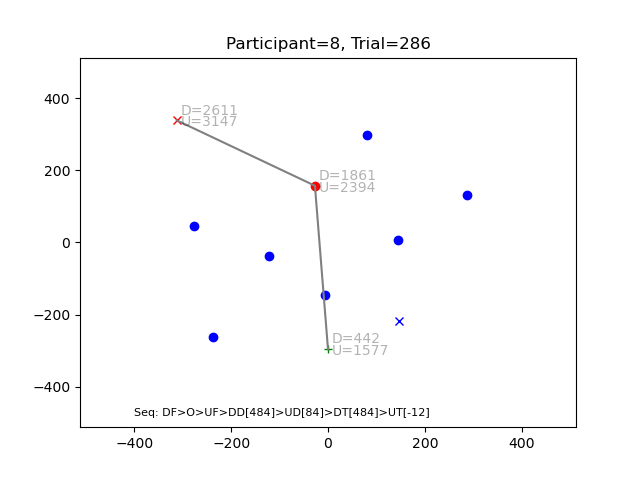 Participant=8, Trial=286
400
200
0
−200
−400
−400
−200
0
200
400
D=2611
U=3147
D=1861
U=2394
D=442
U=1577
Seq: DF>O>UF>DD[484]>UD[84]>DT[484]>UT[-12]